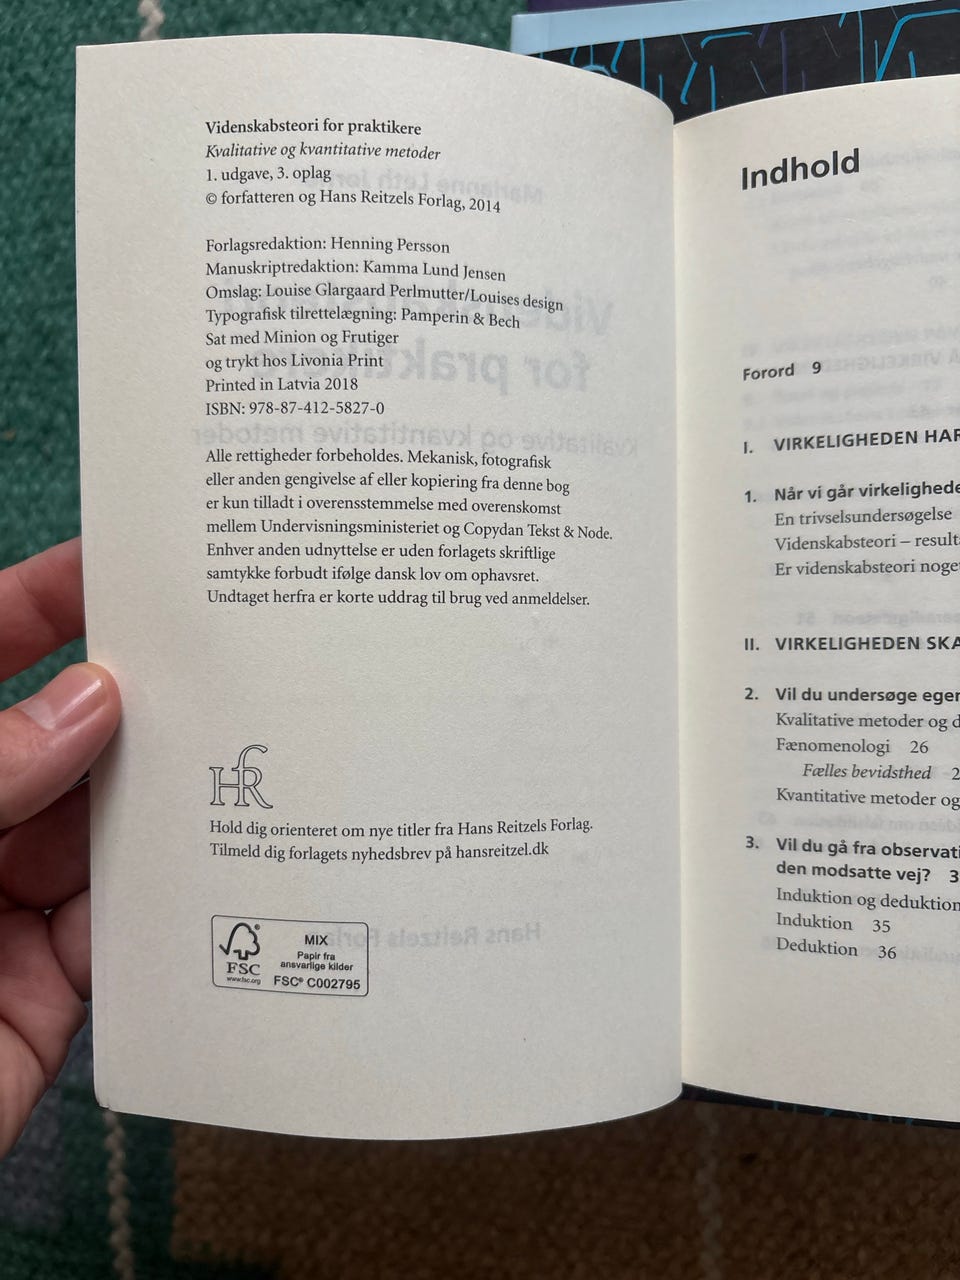 Videnskabsteori for praktikere
Kvalitative og kvantitative metoder
1. udgave, 3. oplag
© forfatteren og Hans Reitzels Forlag, 2014
Forlagsredaktion: Henning Persson
Manuskriptredaktion: Kamma Lund Jensen
Omslag: Louise Glargaard Perlmutter/Louises design
Typografisk tilrettelægning: Pamperin & Bech
Sat med Minion og Frutiger
og trykt hos Livonia Print
Printed in Latvia 2018
ISBN: 978-87-412-5827-0
Alle rettigheder forbeholdes. Mekanisk, fotografisk
eller anden gengivelse af eller kopiering fra denne bog
er kun tilladt i overensstemmelse med overenskomst
mellem Undervisningsministeriet og Copydan Tekst & Node.
Enhver anden udnyttelse er uden forlagets skriftlige
samtykke forbudt ifølge dansk lov om ophavsret.
Undtaget herfra er korte uddrag til brug ved anmeldelser.
HR
Hold dig orienteret om nye titler fra Hans Reitzels Forlag.
Tilmeld dig forlagets nyhedsbrev på hansreitzel.dk
FSC
www.fsc.org
MIX
Papir fra
ansvarlige kilder
FSC® C002795
Indhold
Forord 9
I. VIRKELIGHEDEN HAR
1. Når vi går virkelighede
En trivselsundersøgelse
Videnskabsteori – result
Er videnskabsteori noge
II. VIRKELIGHEDEN SKA
2. Vil du undersøge egen
Kvalitative metoder og d
Fænomenologi 26
Fælles bevidsthed 2
Kvantitative metoder og
3. Vil du gå fra observati
den modsatte vej? 3
Induktion og deduktion
Induktion 35
Deduktion 36